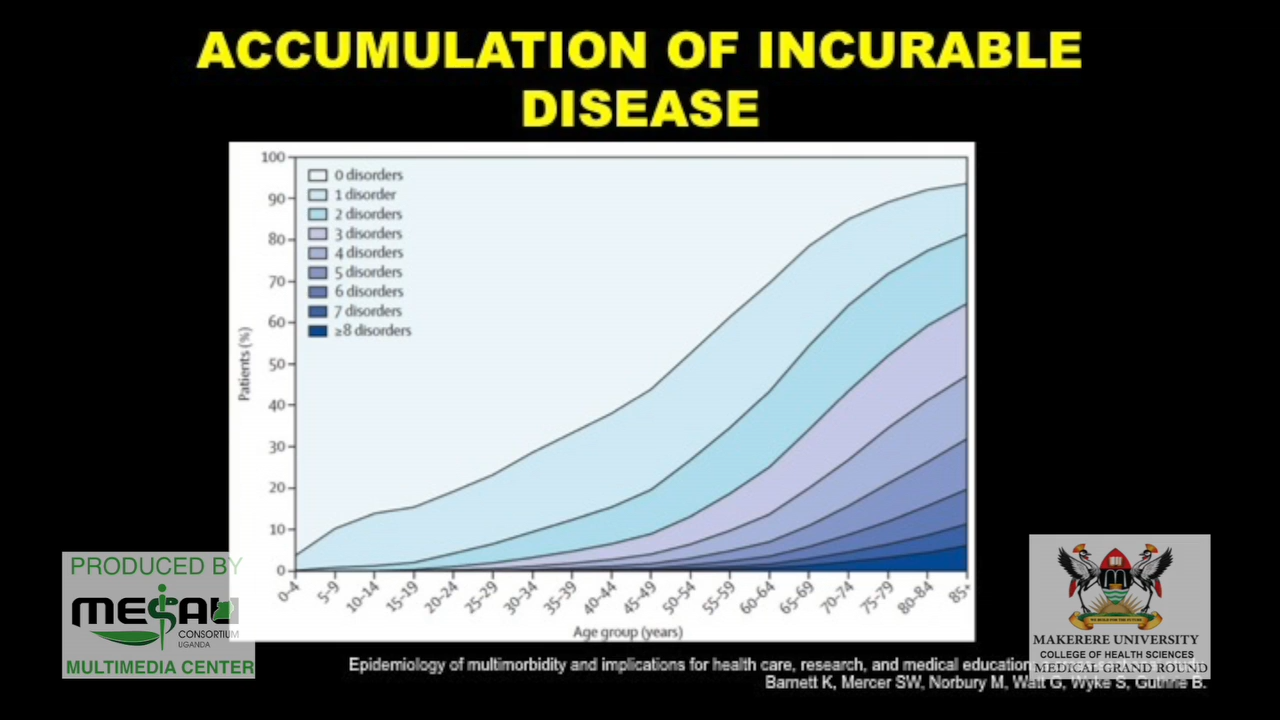 ACCUMULATION OF INCURABLE
DISEASE
100
90
80
70
60
50
40
30
20
10
0
Patients (%)
0 disorders
1 disorder
2 disorders
3 disorders
4 disorders
5 disorders
6 disorders
7 disorders
≥8 disorders
0-4
5-9
10-14
15-19
20-24
25-29
30-34
35-39
40-44
45-49
50-54
55-59
60-64
65-69
70-74
75-79
80-84
85+
Age group (years)
PRODUCED BY
MESAU
CONSORTIUM
UGANDA
MULTIMEDIA CENTER
MAKERERE UNIVERSITY
COLLEGE OF HEALTH SCIENCES
MEDICAL GRAND ROUND
Epidemiology of multimorbidity and implications for health care, research, and medical education
Barnett K, Mercer SW, Norbury M, Watt G, Wyke S, Guthrie B.